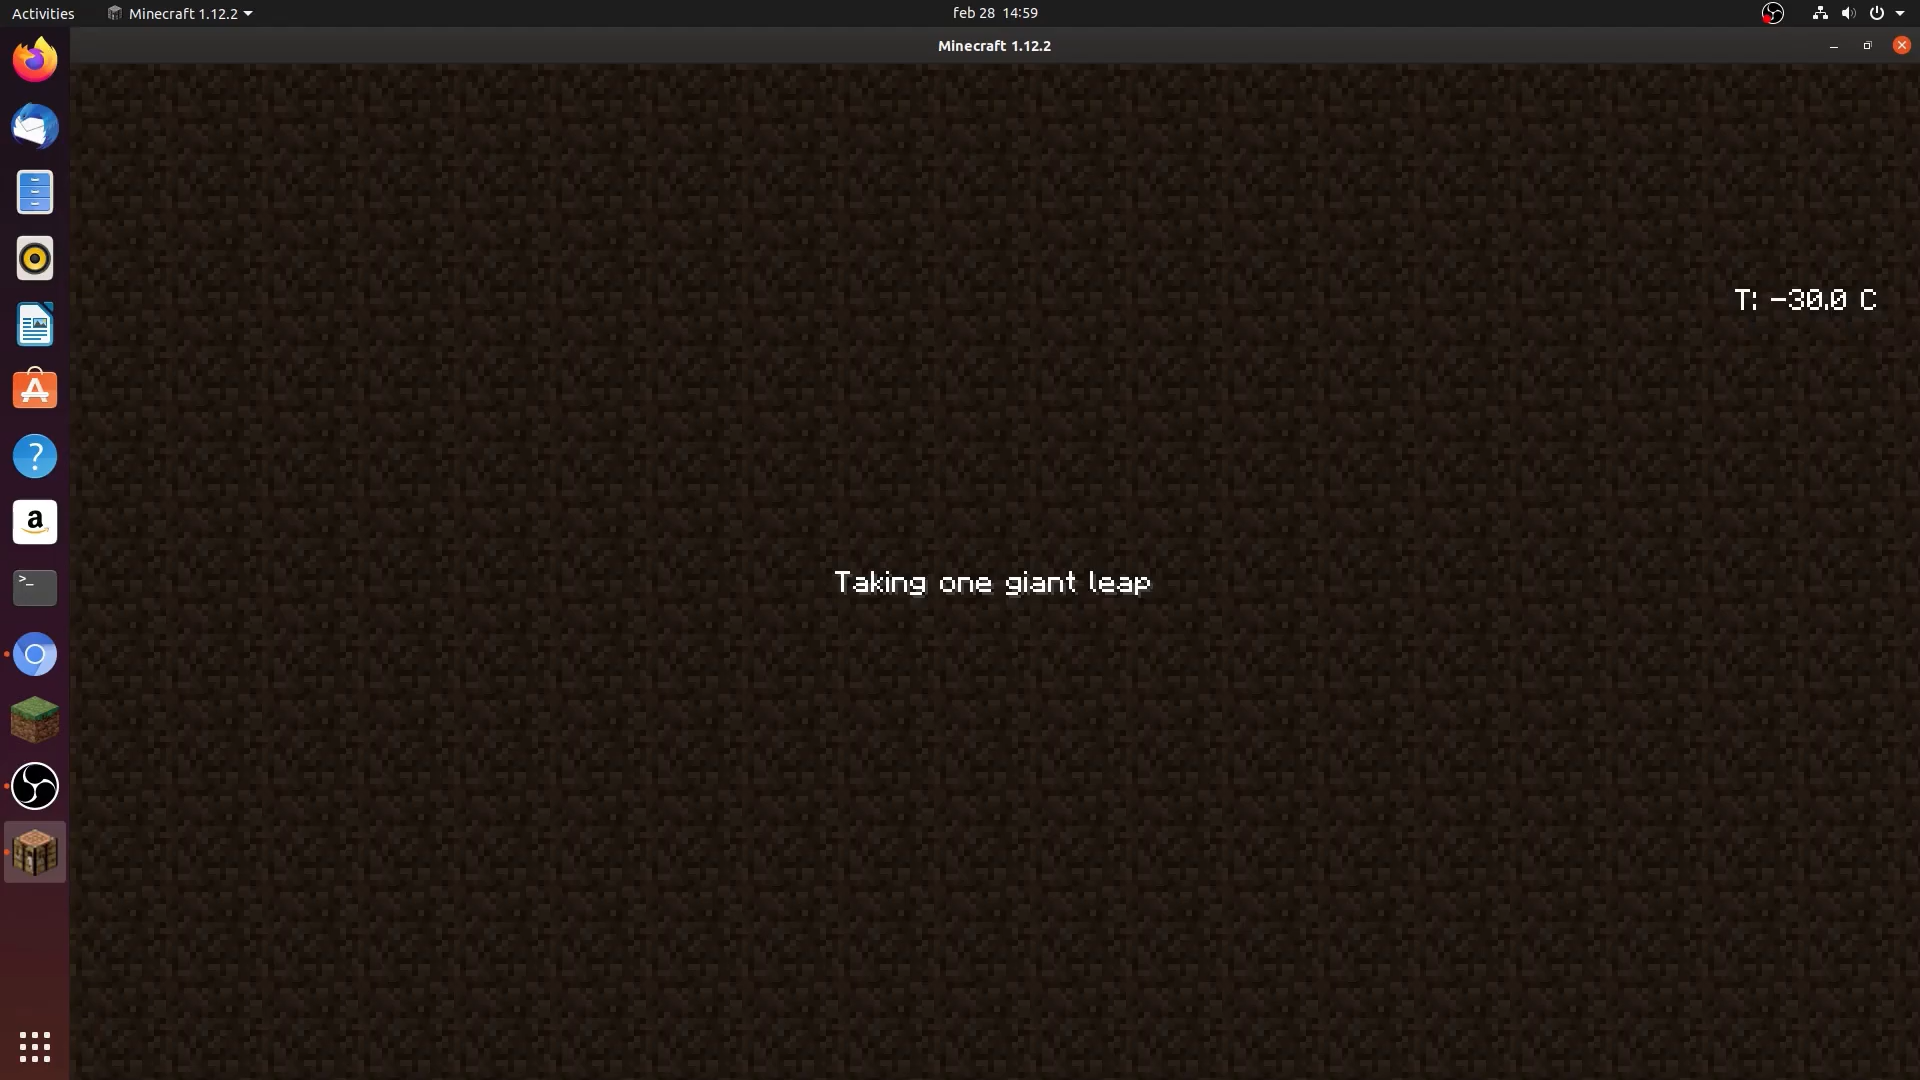 Activities
Minecraft 1.12.2
feb 28 14:59
Minecraft 1.12.2
T: -30.0 C
Taking one giant leap
?
a
>_